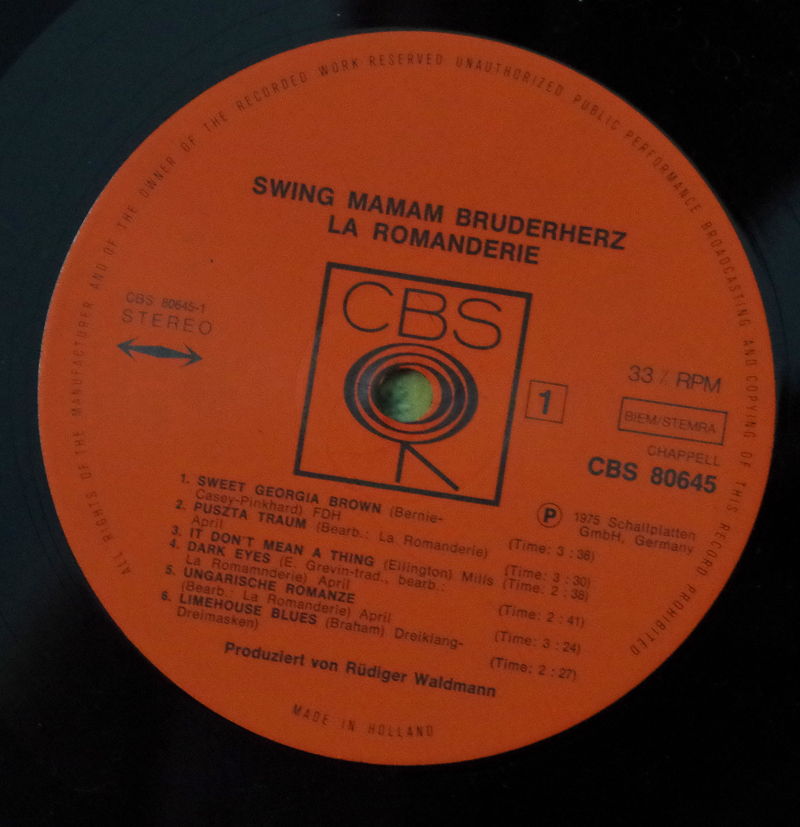 ALL RIGHTS OF THE MANUFACTURER AND OF THE OWNER OF THE RECORDED WORK RESERVED UNAUTHORIZED PUBLIC PERFORMANCE BROADCASTING AND COPYING OF THIS RECORD PROHIBITED
SWING MAMAM BRUDERHERZ
LA ROMANDERIE
CBS 80645-1
STEREO
CBS
1
33⅓ RPM
BIEM/STEMRA
CHAPPELL
CBS 80645
Ⓟ 1975 Schallplatten
GmbH, Germany
1. SWEET GEORGIA BROWN (Bernie-
Casey-Pinkhard) FDH (Time: 3 : 36)
2. PUSZTA TRAUM (Bearb.: La Romanderie)
April (Time: 3 : 30)
3. IT DON'T MEAN A THING (Ellington) Mills (Time: 2 : 38)
4. DARK EYES (E. Grevin-trad., bearb.:
La Romamnderie) April (Time: 2 : 41)
5. UNGARISCHE ROMANZE
(Bearb.: La Romanderie) April (Time: 3 : 24)
6. LIMEHOUSE BLUES (Braham) Dreiklang-
Dreimasken) (Time: 2 : 27)
Produziert von Rüdiger Waldmann
MADE IN HOLLAND